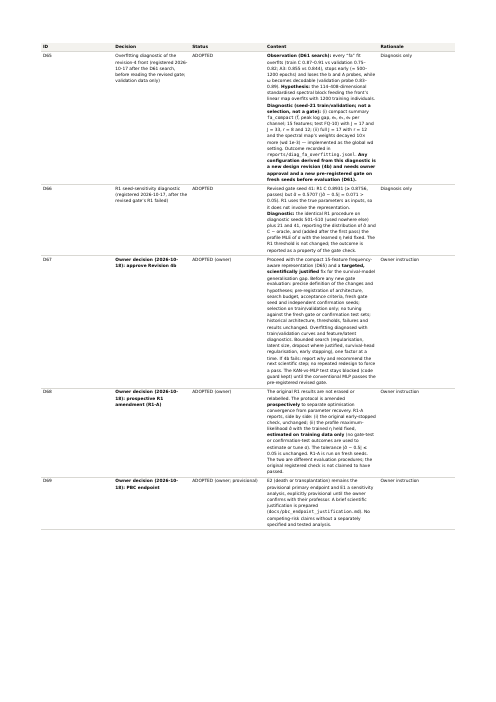 ID Decision Status Content Rationale
D65 Overfitting diagnostic of the revision-4 front (registered 2026-10-17 after the D61 search, before reading the revised gate; validation data only) ADOPTED
Observation (D61 search): every "fa" fit
overfits (train C 0.87–0.91 vs validation 0.75–
0.82; A3: 0.855 vs 0.844), stops early (≈ 500–
1200 epochs) and loses the b and A probes, while
ω becomes decodable (validation probe 0.83–
0.89). Hypothesis: the 114-408-dimensional
standardised spectral block feeding the front's
linear map overfits with 1200 training individuals.
Diagnostic (seed-21 train/validation; not a
selection, not a gate): (i) compact summary
channel; 15 features; test FQ-10) with J = 17 and
J = 33, r = 8 and 12; (ii) full J = 17 with r = 12
and the spectral map's weights decayed 10×
more (wd 1e-3) — implemented as the global wd
setting. Outcome recorded in
reports/diag_fa_overfitting.json1. Any
configuration derived from this diagnostic is
a new design revision (4b) and needs owner
approval and a new pre-registered gate on
fresh seeds before evaluation (D61).
Diagnosis only
D66 R1 seed-sensitivity diagnostic (registered 2026-10-17, after the revised gate's R1 failed) ADOPTED
Revised gate seed 41: R1 C 0.8931 (≥ 0.8756,
passes) but α̂ = 0.5707 (|α̂ − 0.5| = 0.071 >
0.05). R1 uses the true parameters as inputs, so
it does not involve the representation.
Diagnostic: the identical R1 procedure on
diagnostic seeds 501–510 (used nowhere else)
plus 21 and 41, reporting the distribution of α̂ and
C − oracle, and (added after the first pass) the
profile MLE of α with the learned η held fixed. The
R1 threshold is not changed; the outcome is
reported as a property of the gate check.
Diagnosis only
D67 Owner decision (2026-10-18): approve Revision 4b ADOPTED (owner)
Proceed with the compact 15-feature frequency-
aware representation (D65) and a targeted,
scientifically justified fix for the survival-model
generalisation gap. Before any new gate
evaluation: precise definition of the changes and
hypotheses; pre-registration of architecture,
search budget, acceptance criteria, fresh gate
seed and independent confirmation seeds;
selection on train/validation only; no tuning
against the fresh gate or confirmation test sets;
historical architecture, thresholds, failures and
results unchanged. Overfitting diagnosed with
train/validation curves and feature/latent
diagnostics. Bounded search (regularisation,
latent size, dropout where justified, survival-head
regularisation, early stopping), one factor at a
time. If 4b fails: report why and recommend the
next scientific step; no repeated redesign to force
a pass. The KAN-vs-MLP test stays blocked (code
guard kept) until the conventional MLP passes the
pre-registered revised gate.
Owner instruction
D68 Owner decision (2026-10-18): prospective R1 amendment (R1-A) ADOPTED (owner)
The original R1 results are not erased or
relabelled. The protocol is amended
prospectively to separate optimisation
convergence from parameter recovery. R1-A
reports, side by side: (i) the original early-stopped
check, unchanged; (ii) the profile maximum-
likelihood α̂ with the trained η held fixed,
estimated on training data only (no gate-test
or confirmation-test outcomes are used to
estimate or tune α). The tolerance |α̂ − 0.5| ≤
0.05 is unchanged. R1-A is run on fresh seeds.
The two are different evaluation procedures; the
original registered check is not claimed to have
passed.
Owner instruction
D69 Owner decision (2026-10-18): PBC endpoint ADOPTED (owner; provisional)
E2 (death or transplantation) remains the
provisional primary endpoint and E1 a sensitivity
analysis, explicitly provisional until the owner
confirms with their professor. A brief scientific
justification is prepared
(docs/pbc_endpoint_justification.md). No
competing-risk claims without a separately
specified and tested analysis.
Owner instruction